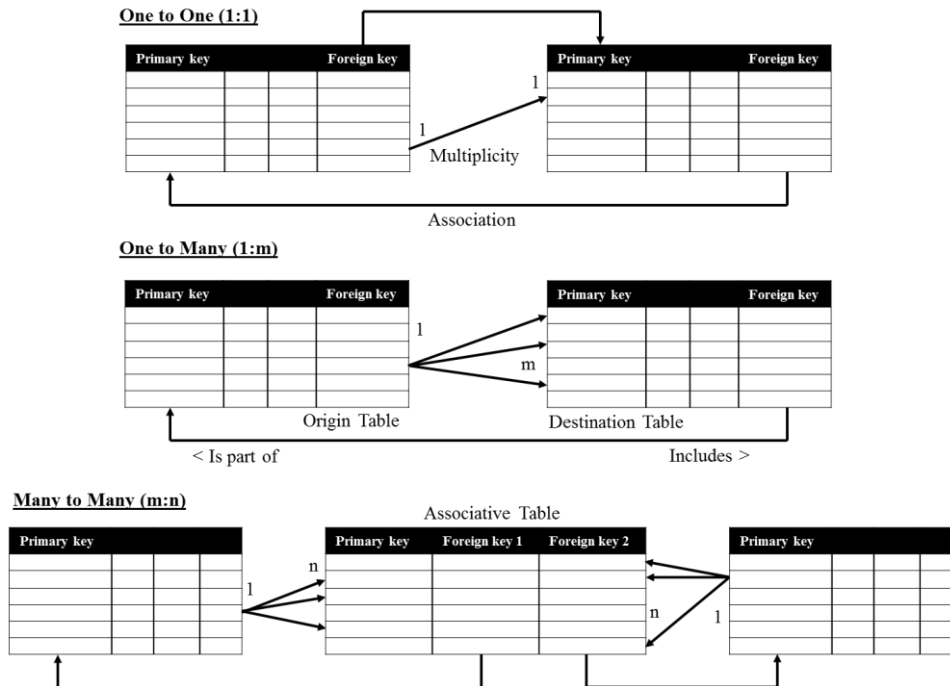 One to One (1:1)
Primary key Foreign key Primary key Foreign key
1
1
Multiplicity
Association
One to Many (1:m)
Primary key Foreign key Primary key Foreign key
1
m
Origin Table Destination Table
< Is part of Includes >
Many to Many (m:n)
Associative Table
Primary key Primary key Foreign key 1 Foreign key 2 Primary key
n
1
n 1